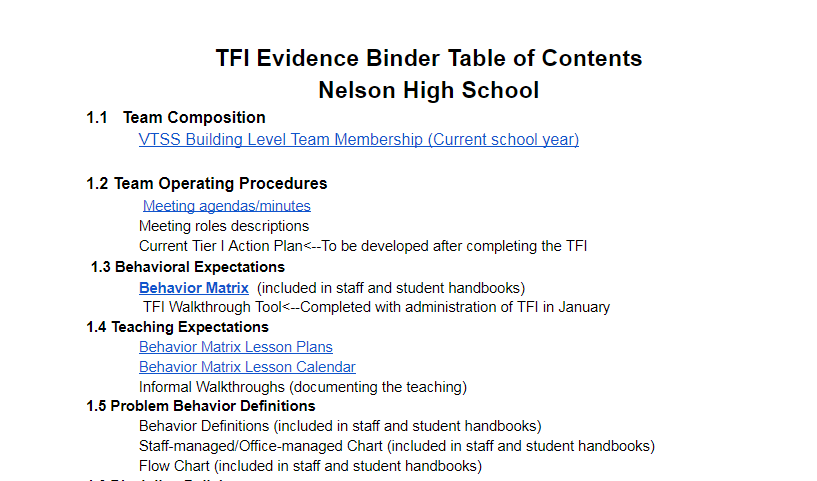 TFI Evidence Binder Table of Contents
Nelson High School
1.1 Team Composition
VTSS Building Level Team Membership (Current school year)
1.2 Team Operating Procedures
Meeting agendas/minutes
Meeting roles descriptions
Current Tier I Action Plan<--To be developed after completing the TFI
1.3 Behavioral Expectations
Behavior Matrix (included in staff and student handbooks)
TFI Walkthrough Tool<--Completed with administration of TFI in January
1.4 Teaching Expectations
Behavior Matrix Lesson Plans
Behavior Matrix Lesson Calendar
Informal Walkthroughs (documenting the teaching)
1.5 Problem Behavior Definitions
Behavior Definitions (included in staff and student handbooks)
Staff-managed/Office-managed Chart (included in staff and student handbooks)
Flow Chart (included in staff and student handbooks)